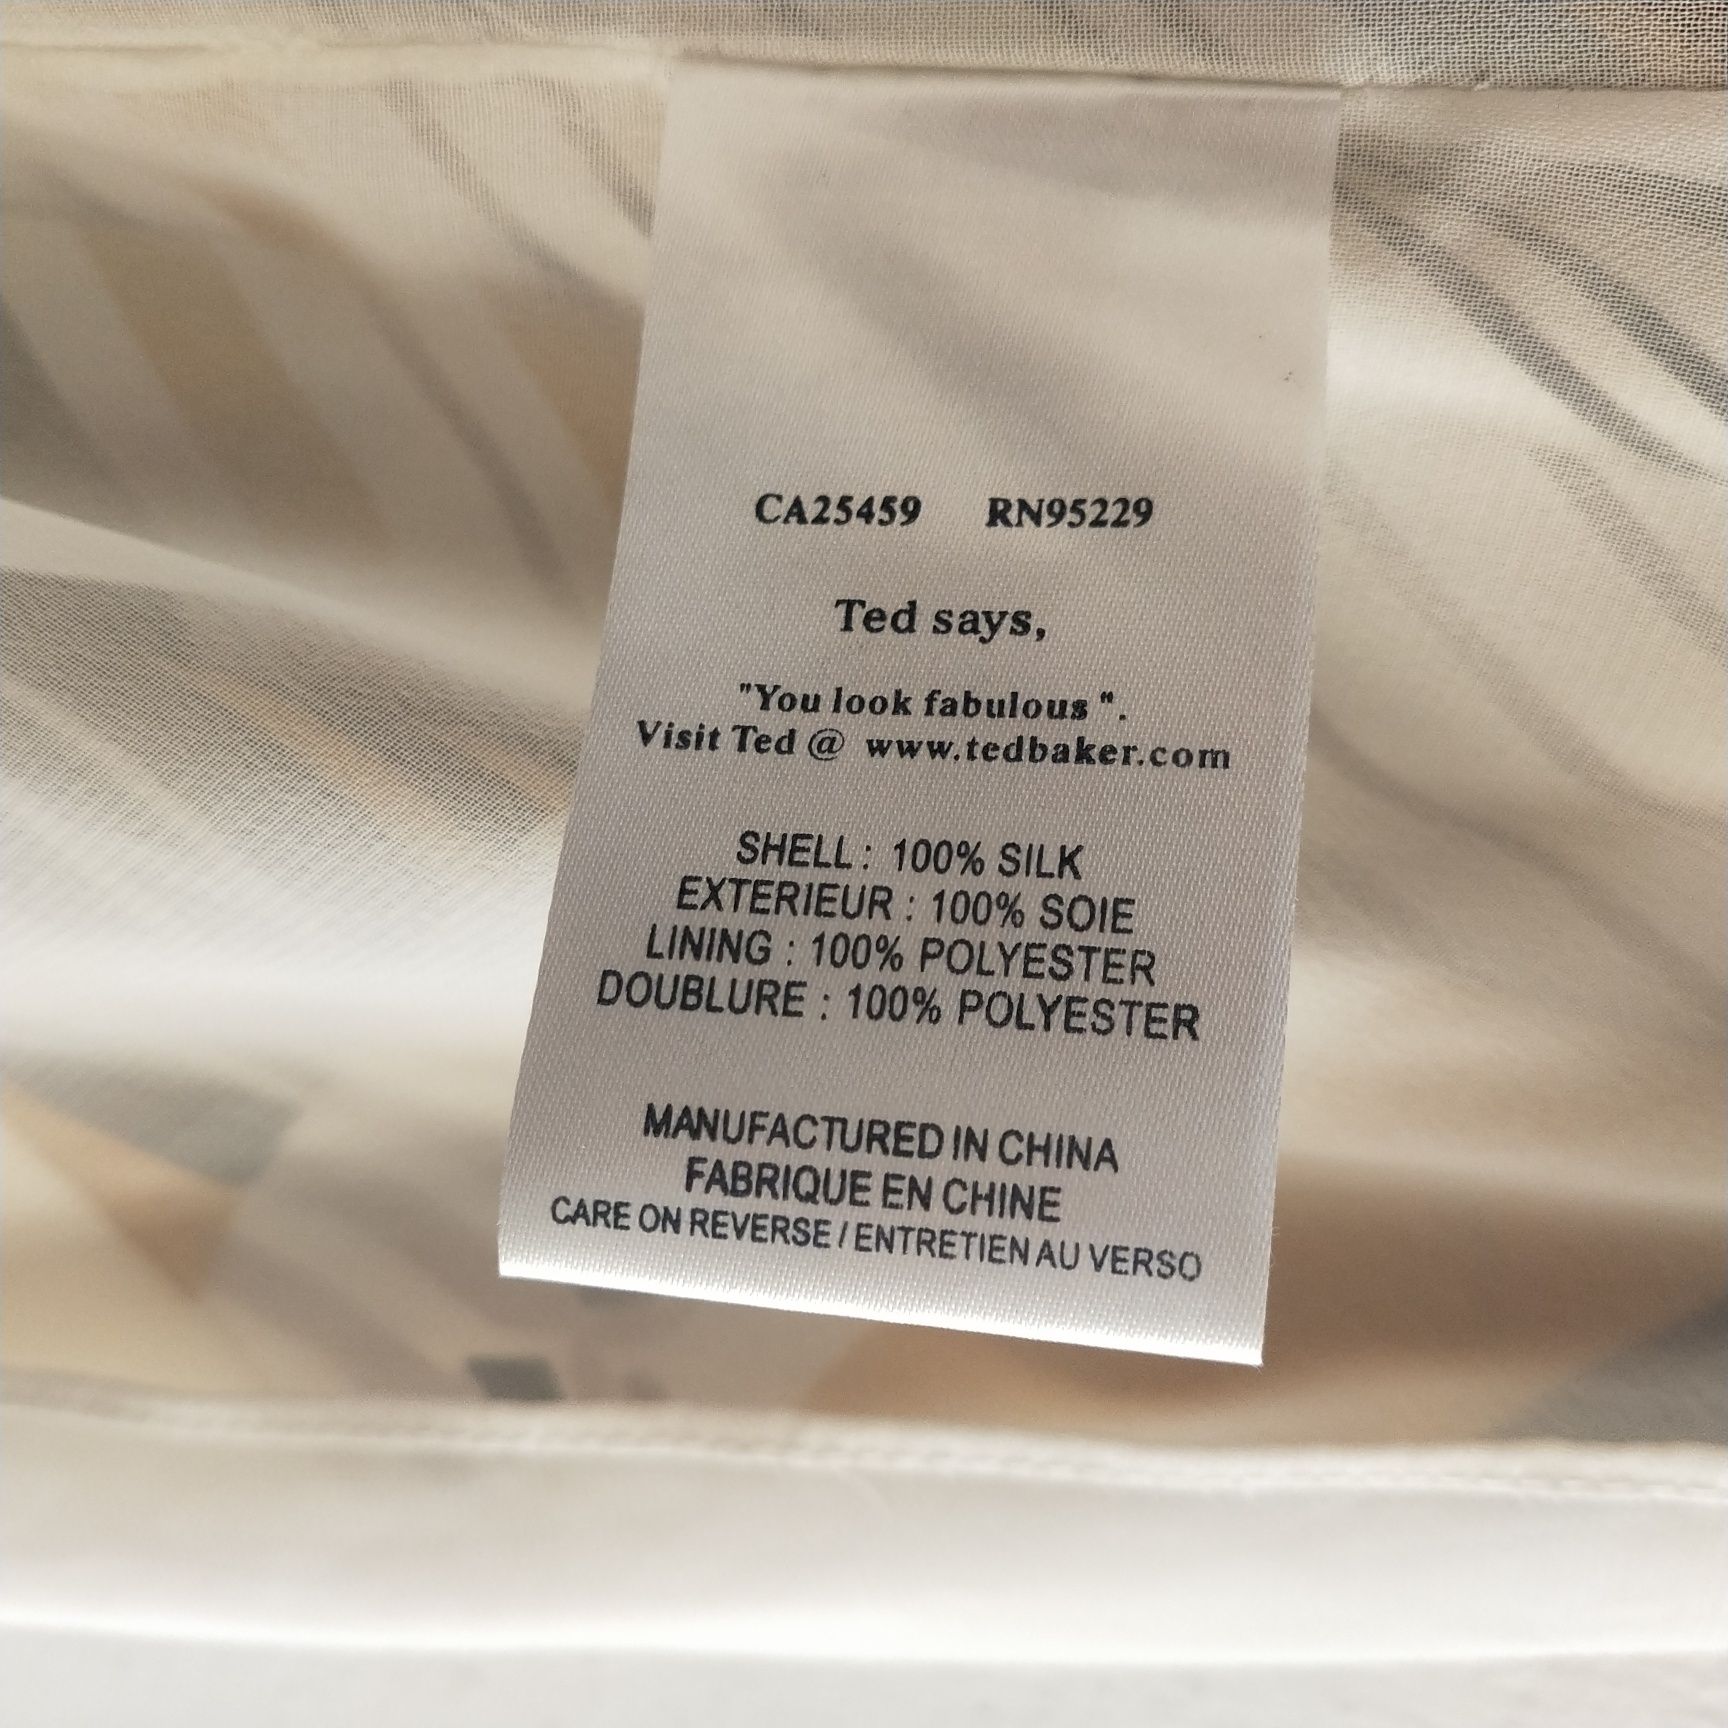 CA25459 RN95229
Ted says,
"You look fabulous ".
Visit Ted @ www.tedbaker.com
SHELL : 100% SILK
EXTERIEUR : 100% SOIE
LINING : 100% POLYESTER
DOUBLURE : 100% POLYESTER
MANUFACTURED IN CHINA
FABRIQUE EN CHINE
CARE ON REVERSE / ENTRETIEN AU VERSO